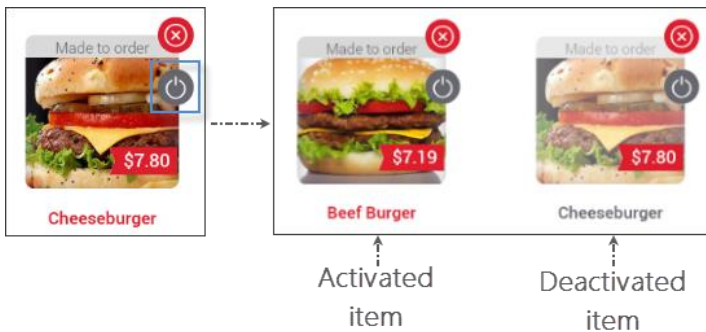 Made to order
$7.80
Cheeseburger
Made to order
$7.19
Beef Burger
Made to order
$7.80
Cheeseburger
Activated
item
Deactivated
item